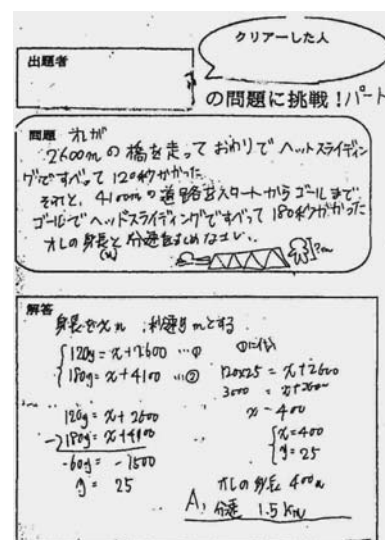 クリアーした人
出題者
の問題に挑戦！パート
問題 オレが
2600mの橋を走って おわりで ヘットスライディン
グですべって 120秒かかった
それと、4100mの道路をスタートからゴールまで
ゴールでヘッドスライディングですべって 180秒かかった
オレの身長と分速をもとめなさい。
(m)
?m
解答
身長をxm 秒速ymとする
120y=x+2600 …①
180y=x+4100 …②
120y=x+2600
-)180y=x+4100
-60y=-1500
y=25
①に代入
120×25=x+2600
3000=x+2600
x=400
x=400
y=25
オレの身長 400m
A, 分速 1.5km